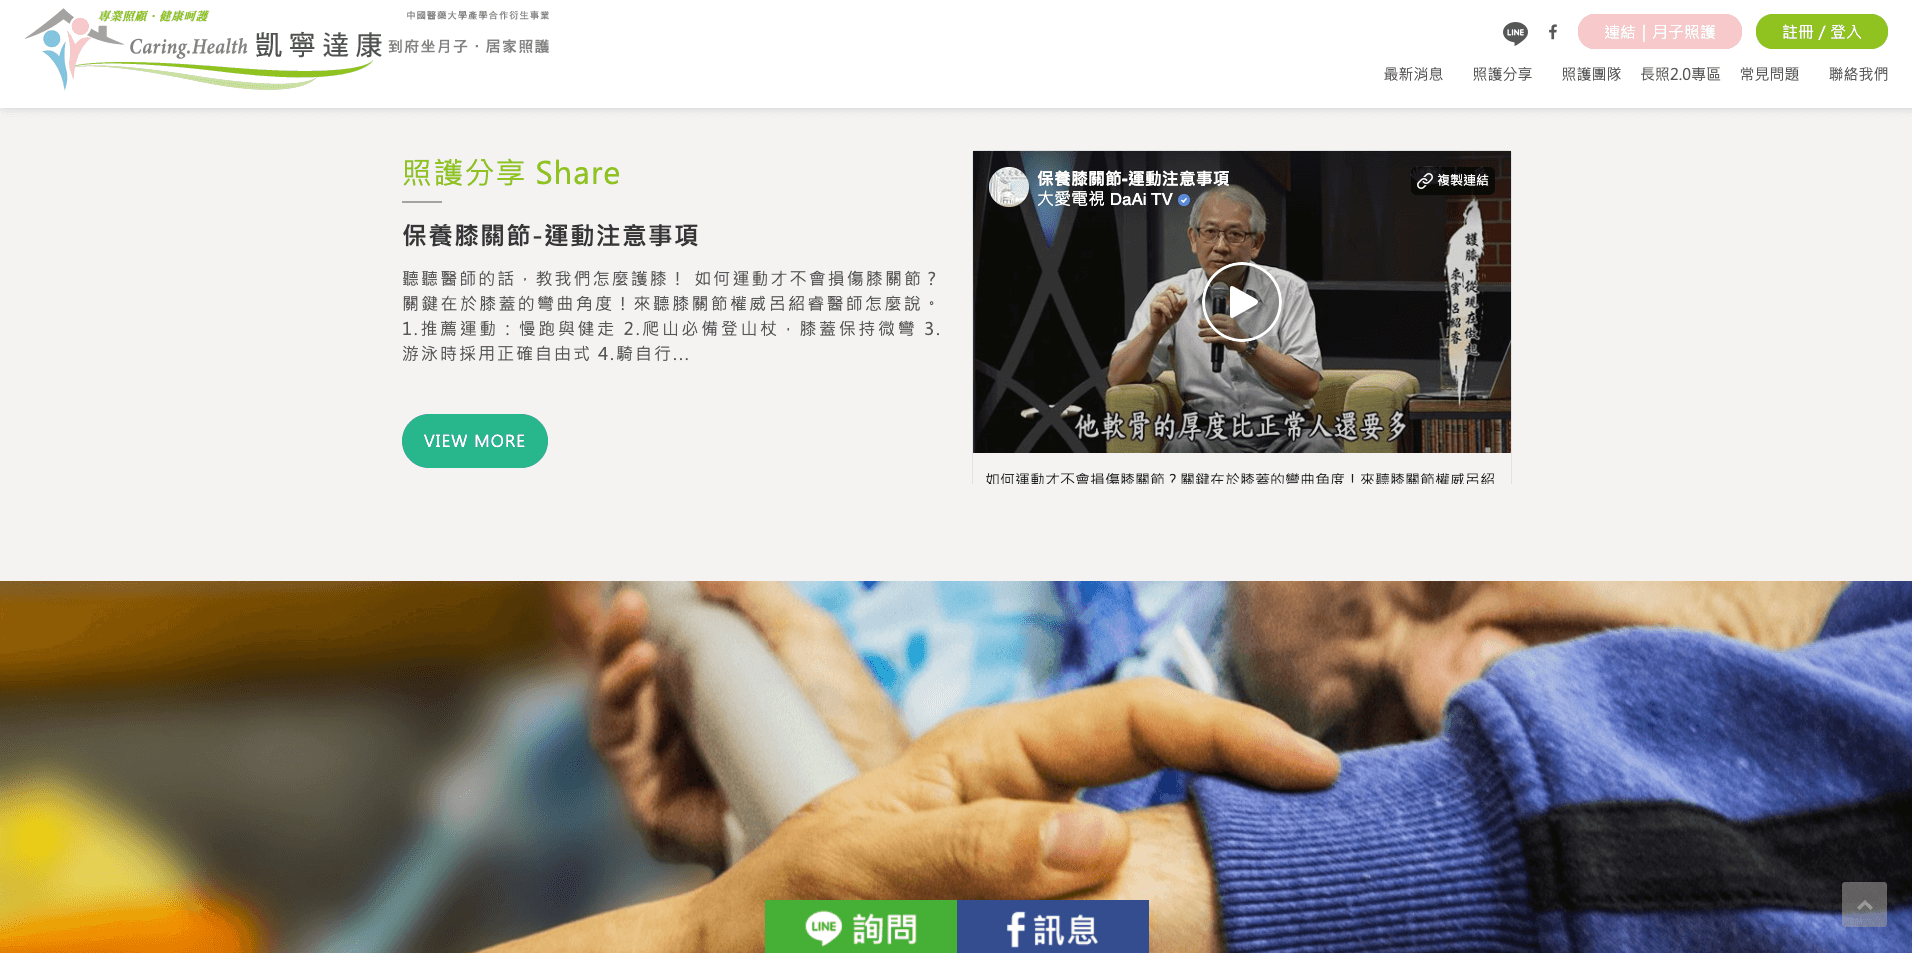 專業照顧·健康呵護
中國醫藥大學產學合作衍生事業
Caring.Health 凱寧達康 到府坐月子·居家照護
LINE
連結 | 月子照護
註冊 / 登入
最新消息
照護分享
照護團隊
長照2.0專區
常見問題
聯絡我們
照護分享 Share
保養膝關節-運動注意事項
聽聽醫師的話，教我們怎麼護膝！ 如何運動才不會損傷膝關節？
關鍵在於膝蓋的彎曲角度！來聽膝關節權威呂紹睿醫師怎麼說。
1.推薦運動：慢跑與健走 2.爬山必備登山杖，膝蓋保持微彎 3.
游泳時採用正確自由式 4.騎自行...
VIEW MORE
保養膝關節-運動注意事項
大愛電視 DaAi TV
複製連結
護膝，從現在做起！
來賓 呂紹睿
他軟骨的厚度比正常人還要多
如何運動才不會損傷膝關節？關鍵在於膝蓋的彎曲角度！來聽膝關節權威呂紹
LINE 詢問
f 訊息